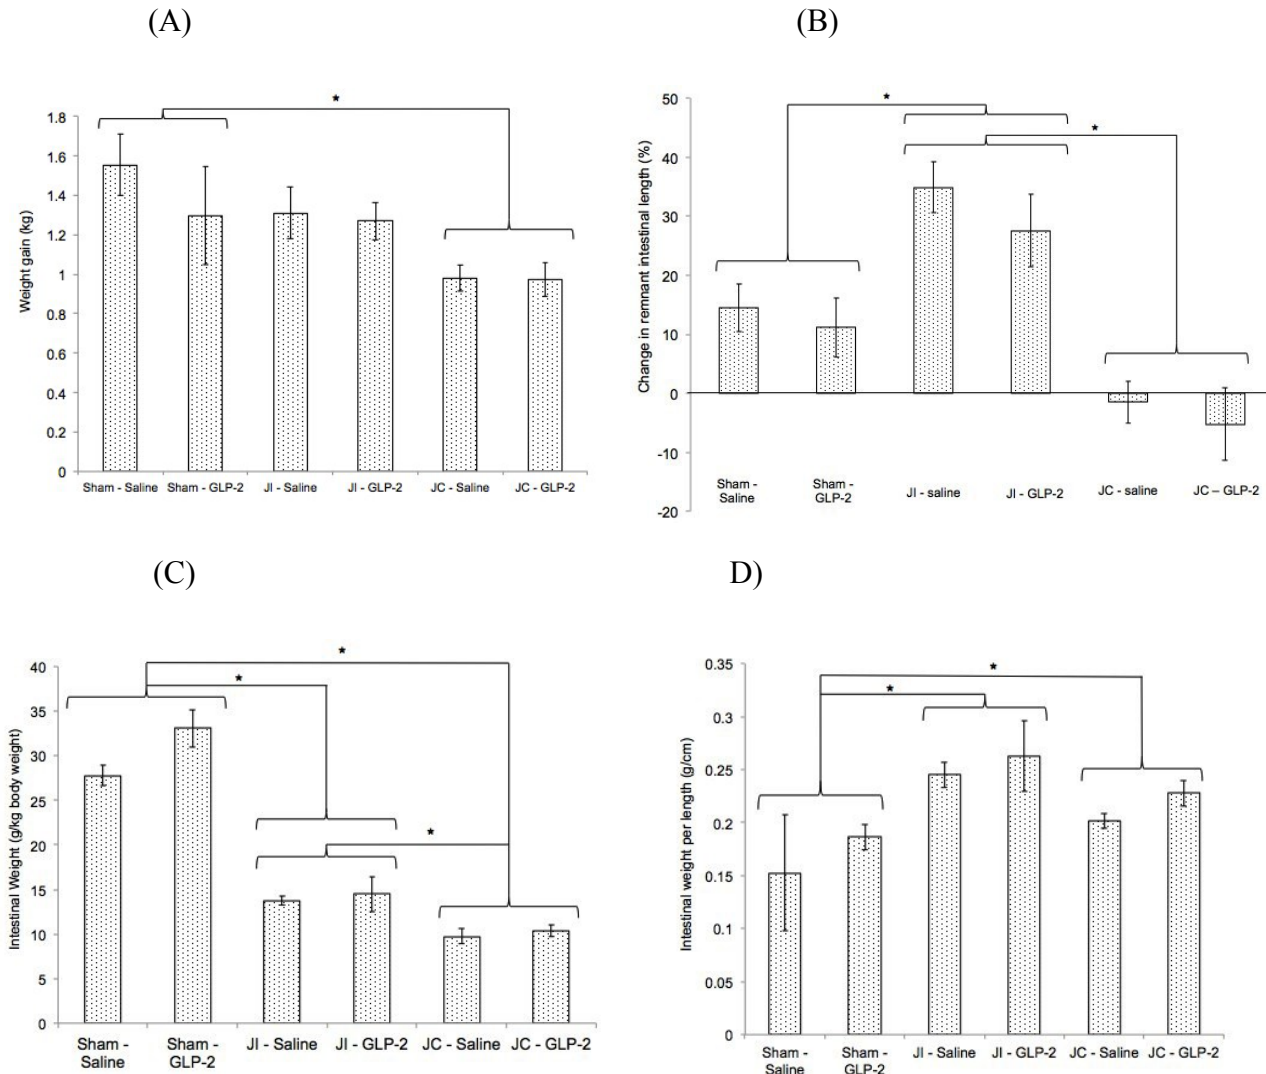 (A)
(B)
*
1.8
1.6
1.4
1.2
1
0.8
0.6
0.4
0.2
0
Weight gain (kg)
Sham - Saline Sham - GLP-2 JI - Saline JI - GLP-2 JC - Saline JC - GLP-2
*
*
50
40
30
20
10
0
-10
-20
Change in remnant intestinal length (%)
Sham -
Saline
Sham -
GLP-2
JI - saline
JI - GLP-2
JC - saline
JC – GLP-2
(C)
D)
*
*
*
40
35
30
25
20
15
10
5
0
Intestinal Weight (g/kg body weight)
Sham -
Saline
Sham -
GLP-2
JI - Saline
JI - GLP-2
JC - Saline
JC - GLP-2
*
*
0.35
0.3
0.25
0.2
0.15
0.1
0.05
0
Intestinal weight per length (g/cm)
Sham -
Saline
Sham -
GLP-2
JI - Saline
JI - GLP-2
JC - Saline
JC - GLP-2